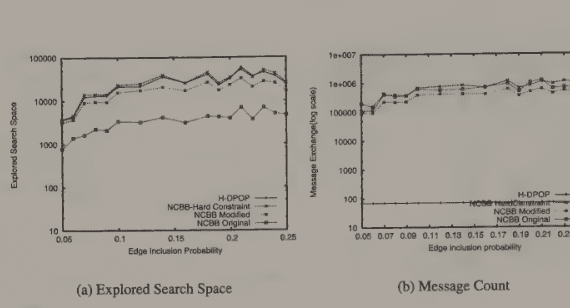 100000
10000
1000
100
10
Explored Search Space
H-DPOP
NCBB-Hard Constraint
NCBB Modified
NCBB Original
0.05 0.1 0.15 0.2 0.25
Edge Inclusion Probability
(a) Explored Search Space
1e+007
1e+006
100000
10000
1000
100
10
Message Exchange(log scale)
H-DPOP
NCBB HardConstraint
NCBB Modified
NCBB Original
0.05 0.07 0.09 0.11 0.13 0.15 0.17 0.19 0.21 0.23
Edge Inclusion probability
(b) Message Count